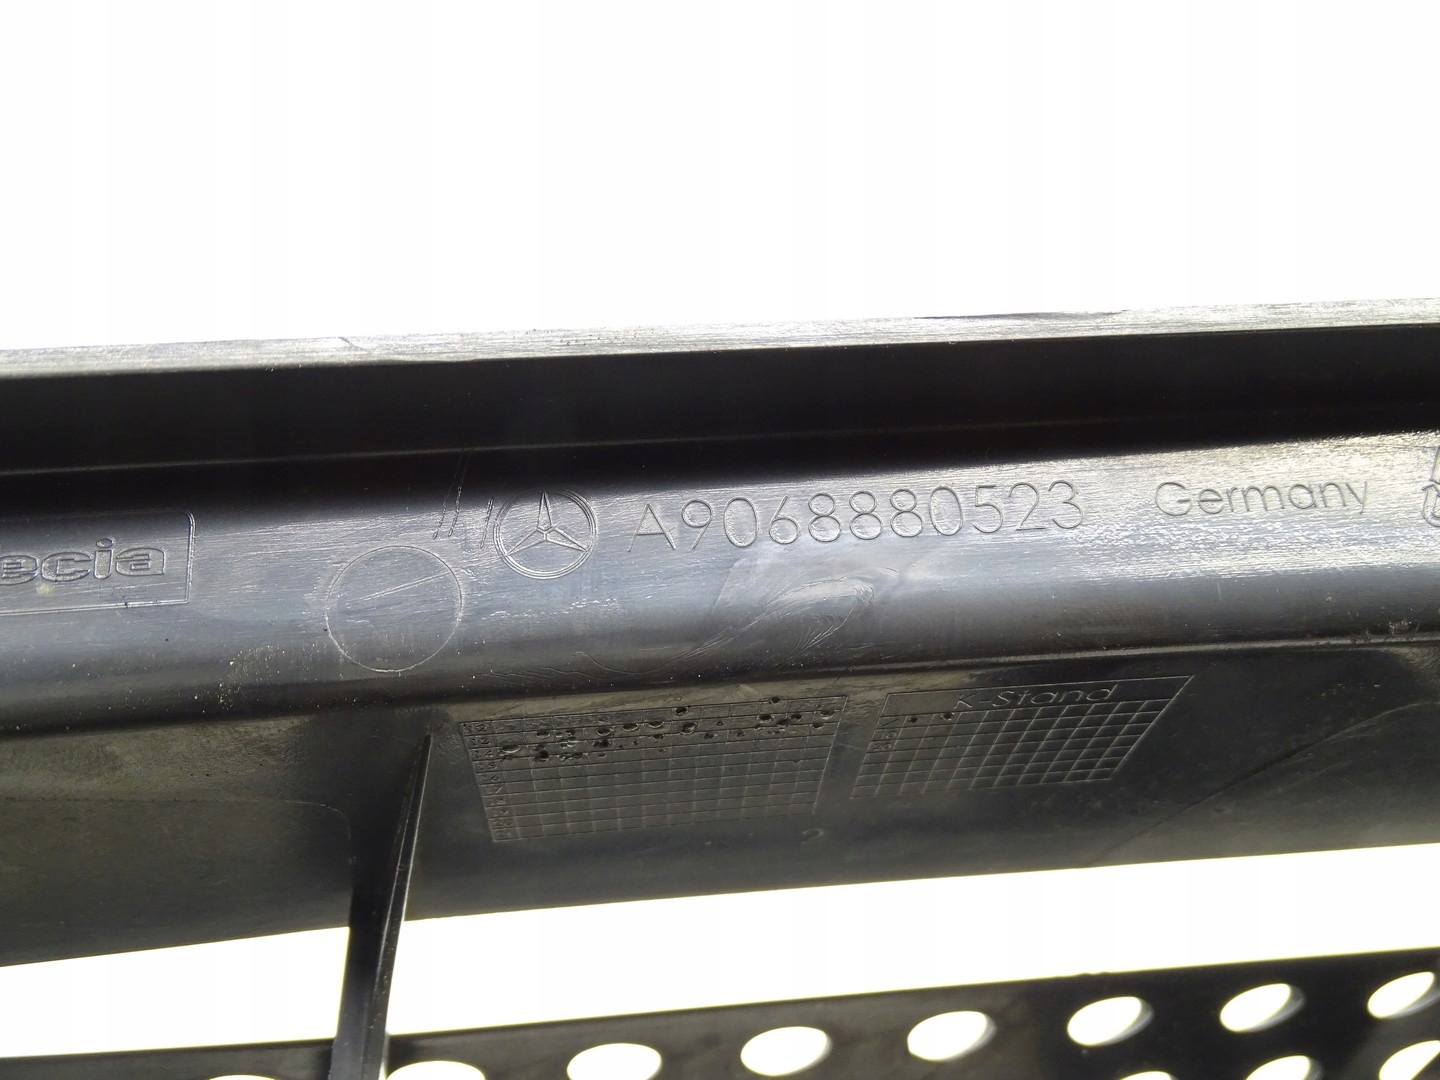 A9068880523 Germany
ecia
K-Stand